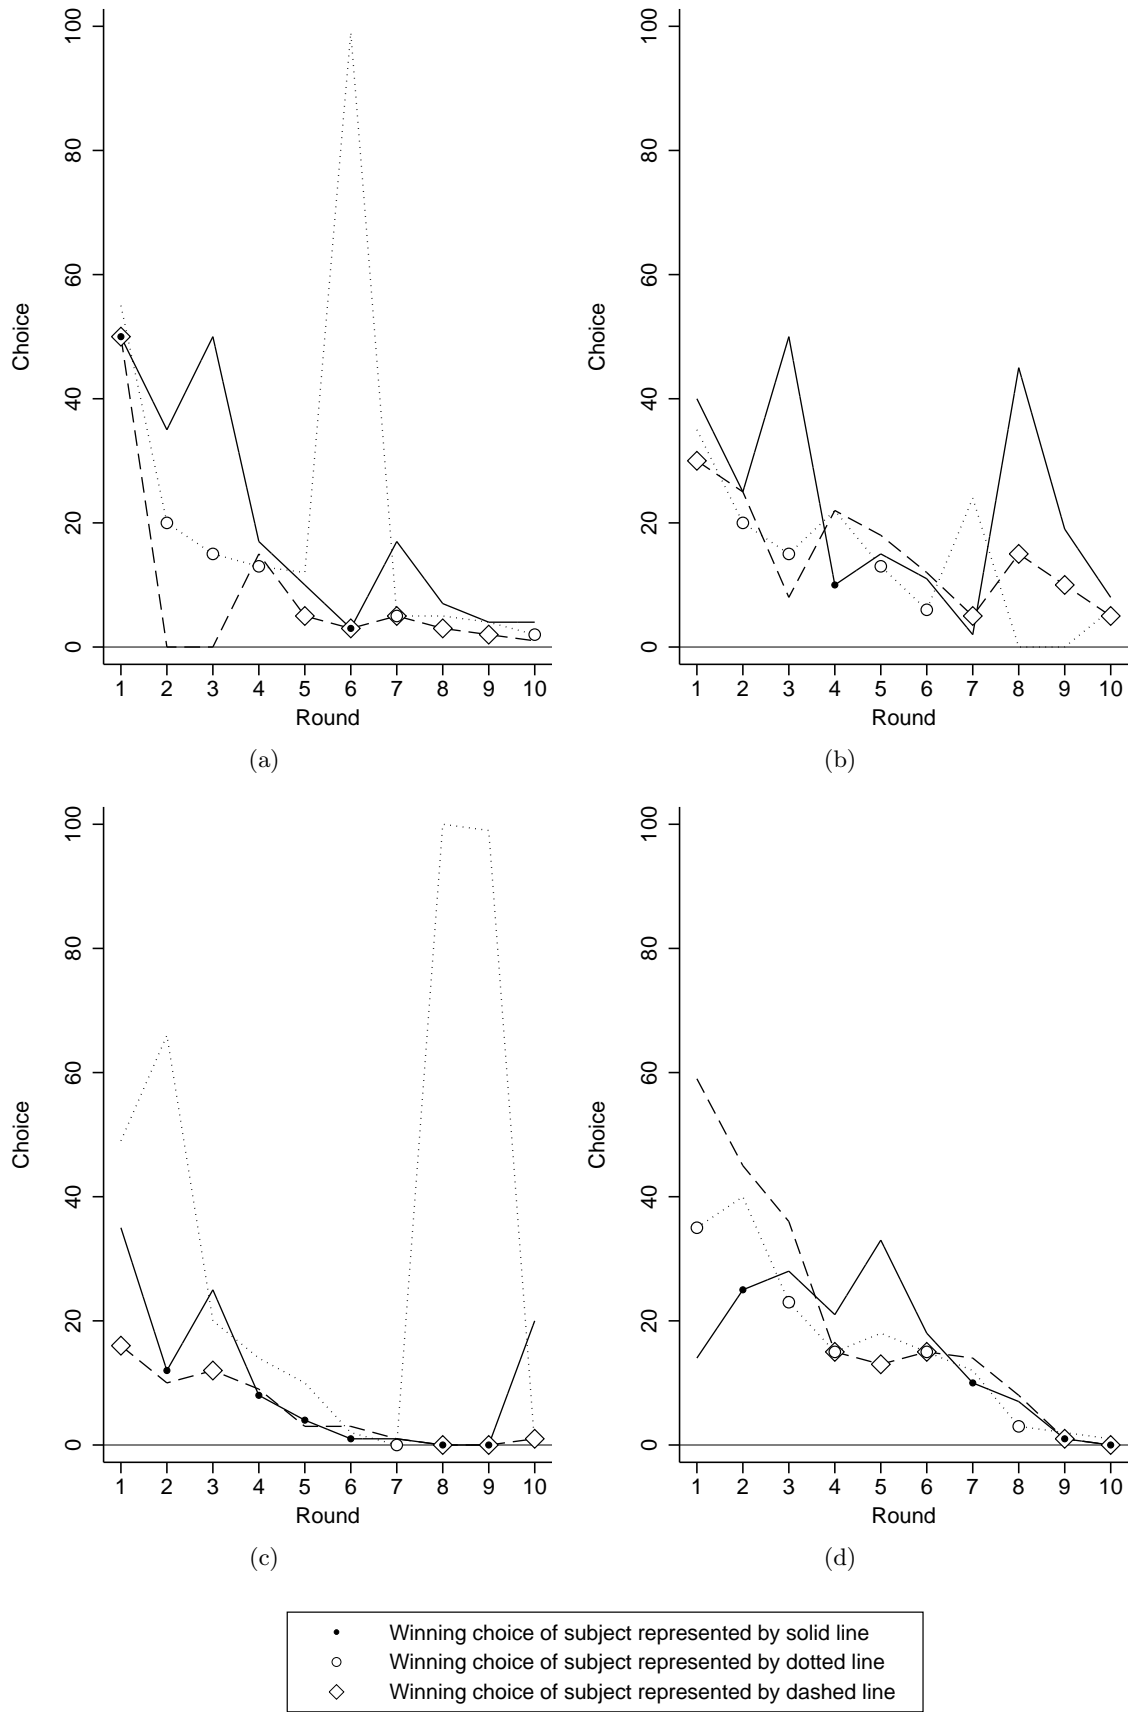 100
80
60
40
20
0
Choice
1 2 3 4 5 6 7 8 9 10
Round
(a)
100
80
60
40
20
0
Choice
1 2 3 4 5 6 7 8 9 10
Round
(b)
100
80
60
40
20
0
Choice
1 2 3 4 5 6 7 8 9 10
Round
(c)
100
80
60
40
20
0
Choice
1 2 3 4 5 6 7 8 9 10
Round
(d)
Winning choice of subject represented by solid line
Winning choice of subject represented by dotted line
Winning choice of subject represented by dashed line